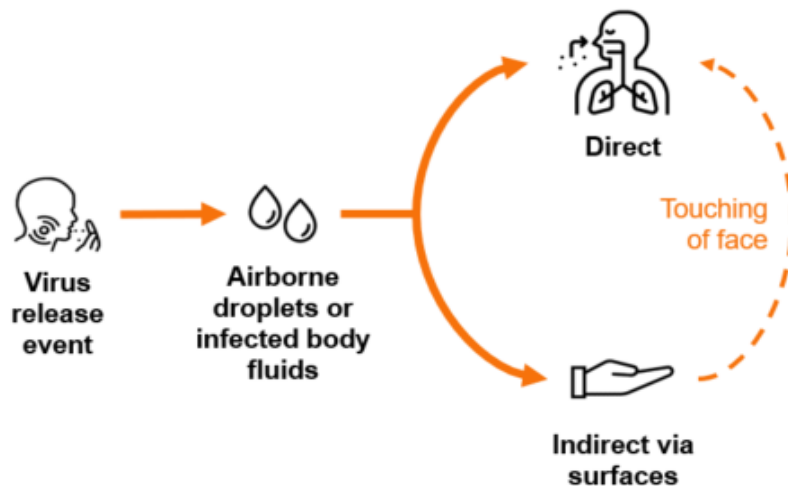 Direct
Touching
of face
Virus
release
event
Airborne
droplets or
infected body
fluids
Indirect via
surfaces